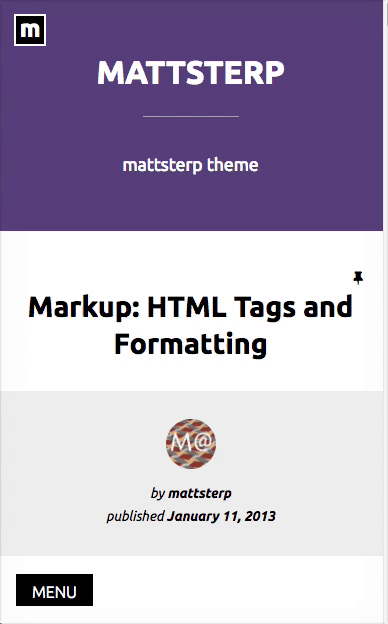 m
MATTSTERP
mattsterp theme
Markup: HTML Tags and
Formatting
M@
by mattsterp
published January 11, 2013
MENU